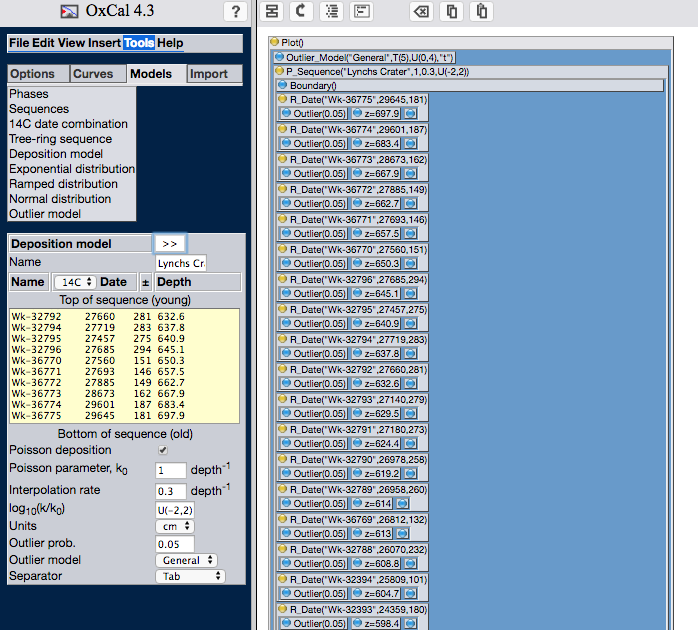 OxCal 4.3
?
File Edit View Insert Tools Help
Options Curves Models Import
Phases
Sequences
14C date combination
Tree-ring sequence
Deposition model
Exponential distribution
Ramped distribution
Normal distribution
Outlier model
Deposition model >>
Name Lynchs Cr
Name 14C Date ± Depth
Top of sequence (young)
Wk-32792 27660 281 632.6
Wk-32794 27719 283 637.8
Wk-32795 27457 275 640.9
Wk-32796 27685 294 645.1
Wk-36770 27560 151 650.3
Wk-36771 27693 146 657.5
Wk-36772 27885 149 662.7
Wk-36773 28673 162 667.9
Wk-36774 29601 187 683.4
Wk-36775 29645 181 697.9
Bottom of sequence (old)
Poisson deposition
Poisson parameter, k0 1 depth-1
Interpolation rate 0.3 depth-1
log10(k/k0) U(-2,2)
Units cm
Outlier prob. 0.05
Outlier model General
Separator Tab
Plot()
Outlier_Model("General",T(5),U(0,4),"t")
P_Sequence("Lynchs Crater",1,0.3,U(-2,2))
Boundary()
R_Date("Wk-36775",29645,181)
Outlier(0.05) z=697.9
R_Date("Wk-36774",29601,187)
Outlier(0.05) z=683.4
R_Date("Wk-36773",28673,162)
Outlier(0.05) z=667.9
R_Date("Wk-36772",27885,149)
Outlier(0.05) z=662.7
R_Date("Wk-36771",27693,146)
Outlier(0.05) z=657.5
R_Date("Wk-36770",27560,151)
Outlier(0.05) z=650.3
R_Date("Wk-32796",27685,294)
Outlier(0.05) z=645.1
R_Date("Wk-32795",27457,275)
Outlier(0.05) z=640.9
R_Date("Wk-32794",27719,283)
Outlier(0.05) z=637.8
R_Date("Wk-32792",27660,281)
Outlier(0.05) z=632.6
R_Date("Wk-32793",27140,279)
Outlier(0.05) z=629.5
R_Date("Wk-32791",27180,273)
Outlier(0.05) z=624.4
R_Date("Wk-32790",26978,258)
Outlier(0.05) z=619.2
R_Date("Wk-32789",26958,260)
Outlier(0.05) z=614
R_Date("Wk-36769",26812,132)
Outlier(0.05) z=613
R_Date("Wk-32788",26070,232)
Outlier(0.05) z=608.8
R_Date("Wk-32394",25809,101)
Outlier(0.05) z=604.7
R_Date("Wk-32393",24359,180)
Outlier(0.05) z=598.4